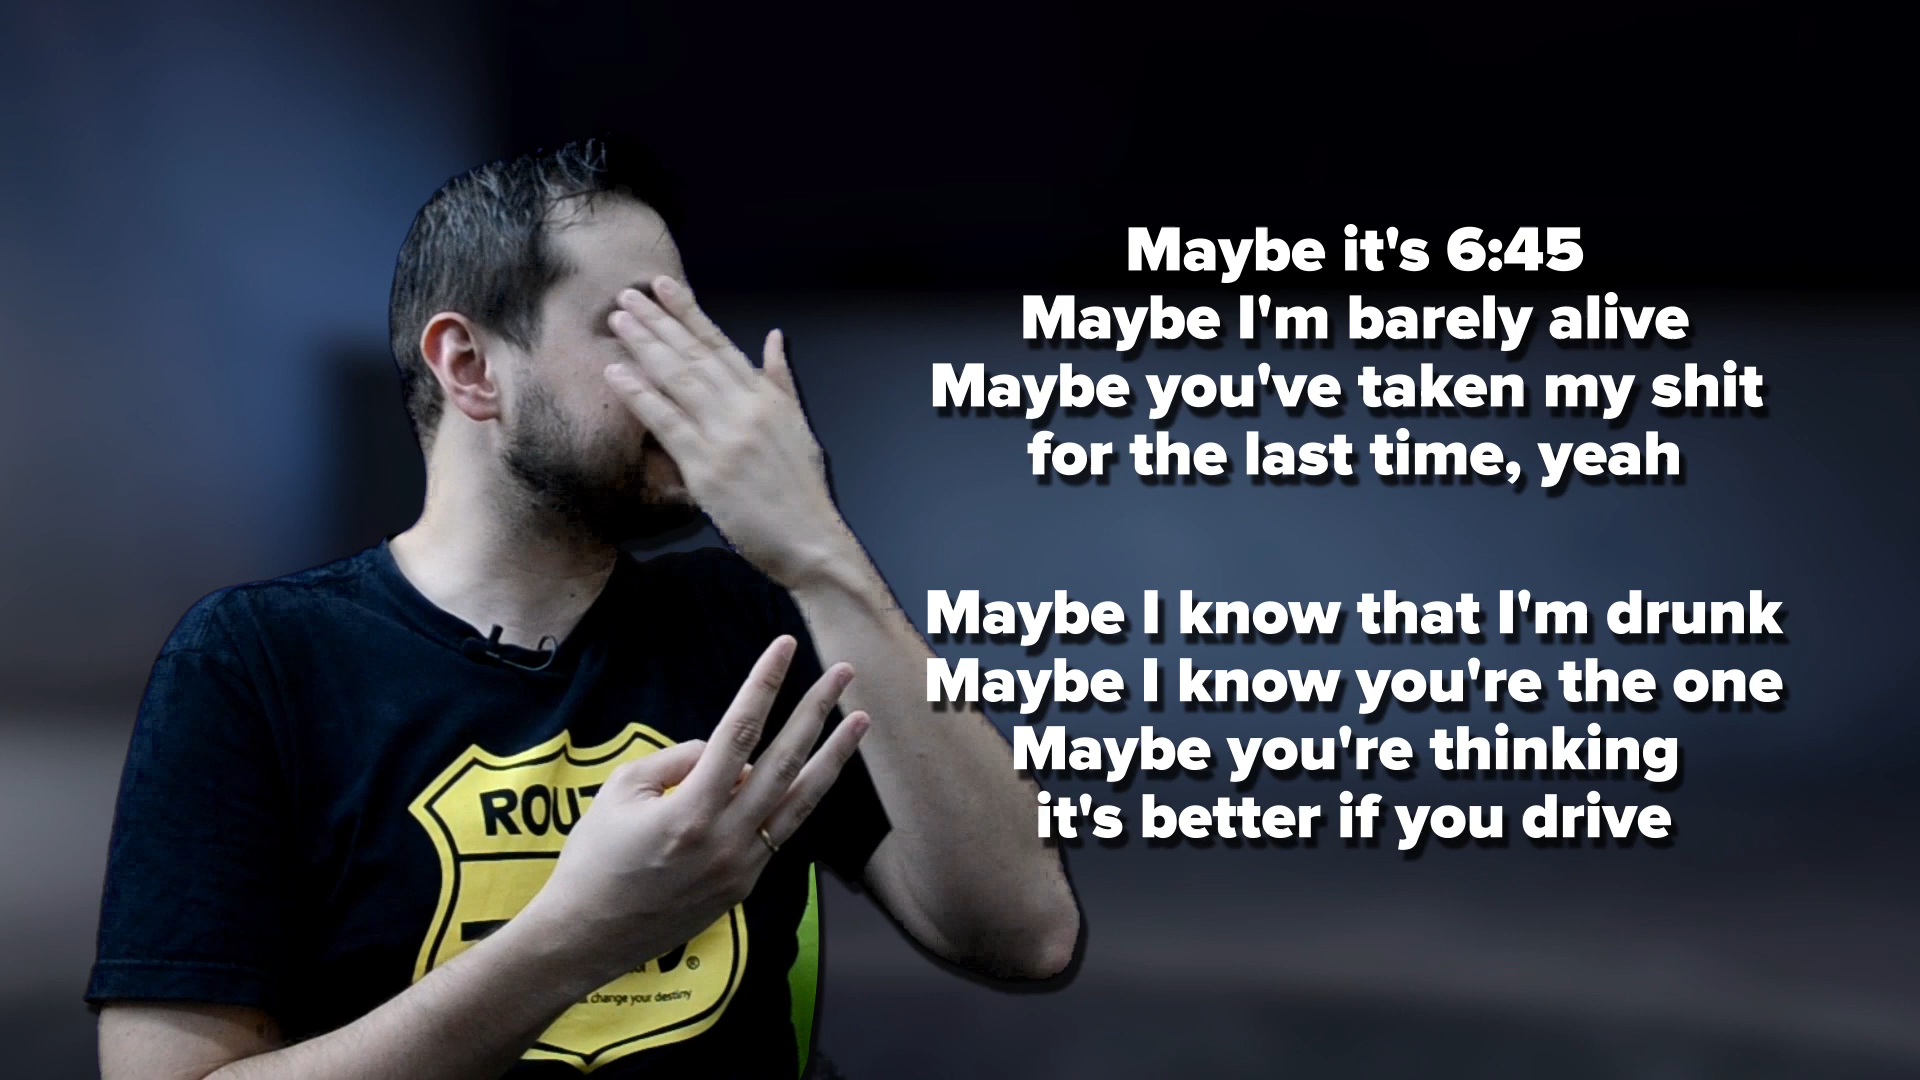 Maybe it's 6:45
Maybe I'm barely alive
Maybe you've taken my shit
for the last time, yeah
Maybe I know that I'm drunk
Maybe I know you're the one
Maybe you're thinking
it's better if you drive
change your destiny
®